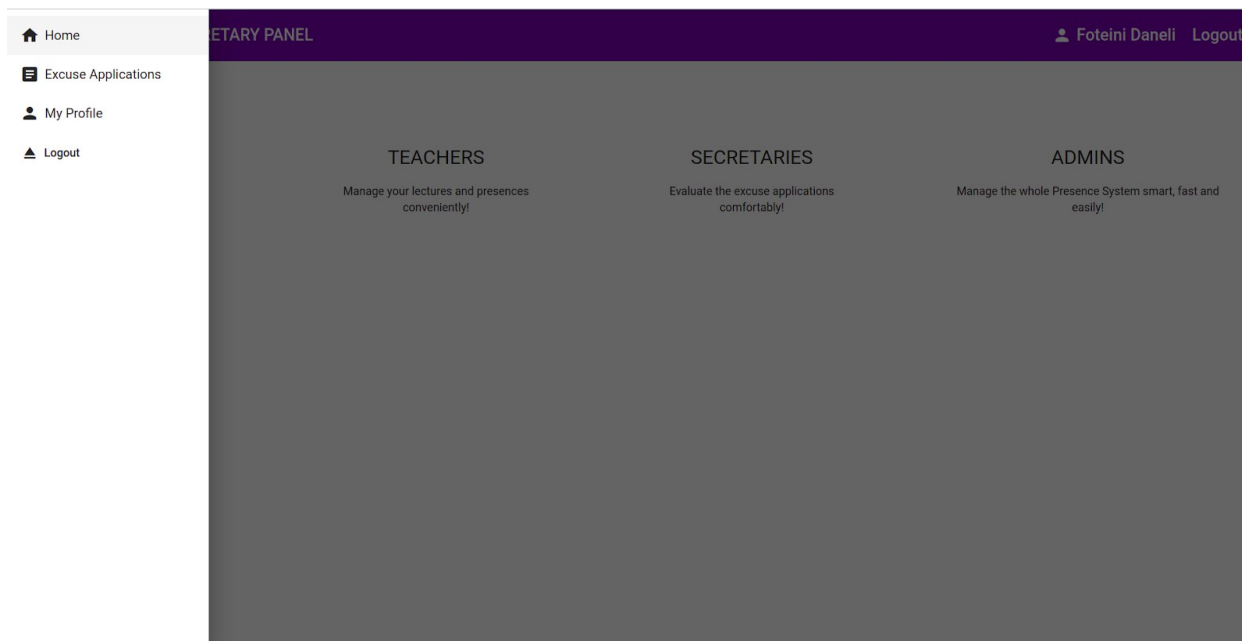 Home
Excuse Applications
My Profile
Logout
ETARY PANEL
Foteini Daneli Logout
TEACHERS
Manage your lectures and presences
conveniently!
SECRETARIES
Evaluate the excuse applications
comfortably!
ADMINS
Manage the whole Presence System smart, fast and
easily!